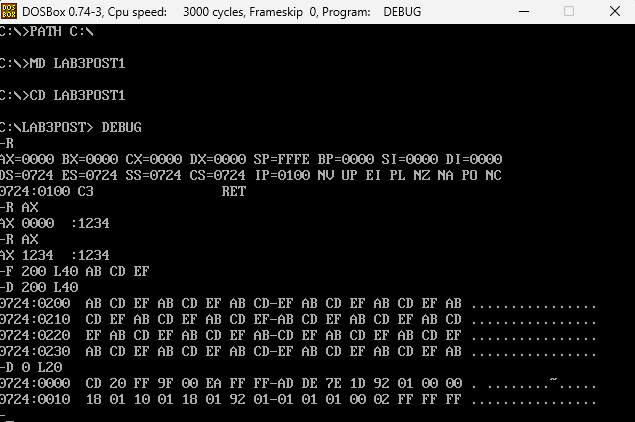 DOSBox 0.74-3, Cpu speed:    3000 cycles, Frameskip  0, Program:    DEBUG
C:\>PATH C:\
C:\>MD LAB3POST1
C:\>CD LAB3POST1
C:\LAB3POST> DEBUG
-R
AX=0000 BX=0000 CX=0000 DX=0000 SP=FFFE BP=0000 SI=0000 DI=0000
DS=0724 ES=0724 SS=0724 CS=0724 IP=0100 NV UP EI PL NZ NA PO NC
0724:0100 C3                RET
-R AX
AX 0000  :1234
-R AX
AX 1234  :1234
-F 200 L40 AB CD EF
-D 200 L40
0724:0200  AB CD EF AB CD EF AB CD-EF AB CD EF AB CD EF AB ................
0724:0210  CD EF AB CD EF AB CD EF-AB CD EF AB CD EF AB CD ................
0724:0220  EF AB CD EF AB CD EF AB-CD EF AB CD EF AB CD EF ................
0724:0230  AB CD EF AB CD EF AB CD-EF AB CD EF AB CD EF AB ................
-D 0 L20
0724:0000  CD 20 FF 9F 00 EA FF FF-AD DE 7E 1D 92 01 00 00 . ........~.....
0724:0010  18 01 10 01 18 01 92 01-01 01 01 00 02 FF FF FF ................
-_